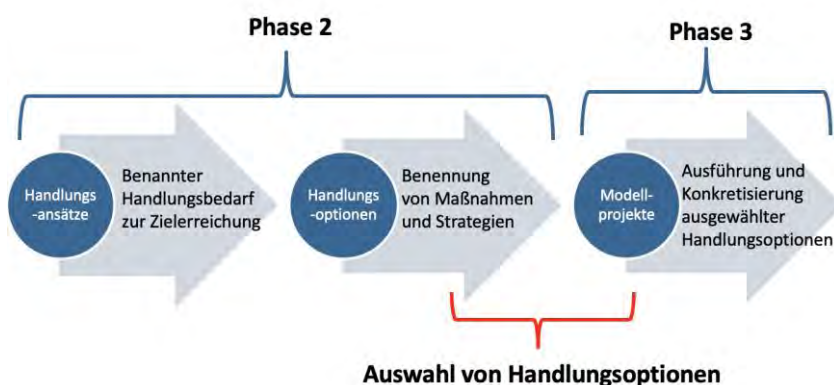 Phase 2
Phase 3
Handlungs
-ansätze
Benannter
Handlungsbedarf
zur Zielerreichung
Handlungs
-optionen
Benennung
von Maßnahmen
und Strategien
Modell-
projekte
Ausführung und
Konkretisierung
ausgewählter
Handlungsoptionen
Auswahl von Handlungsoptionen